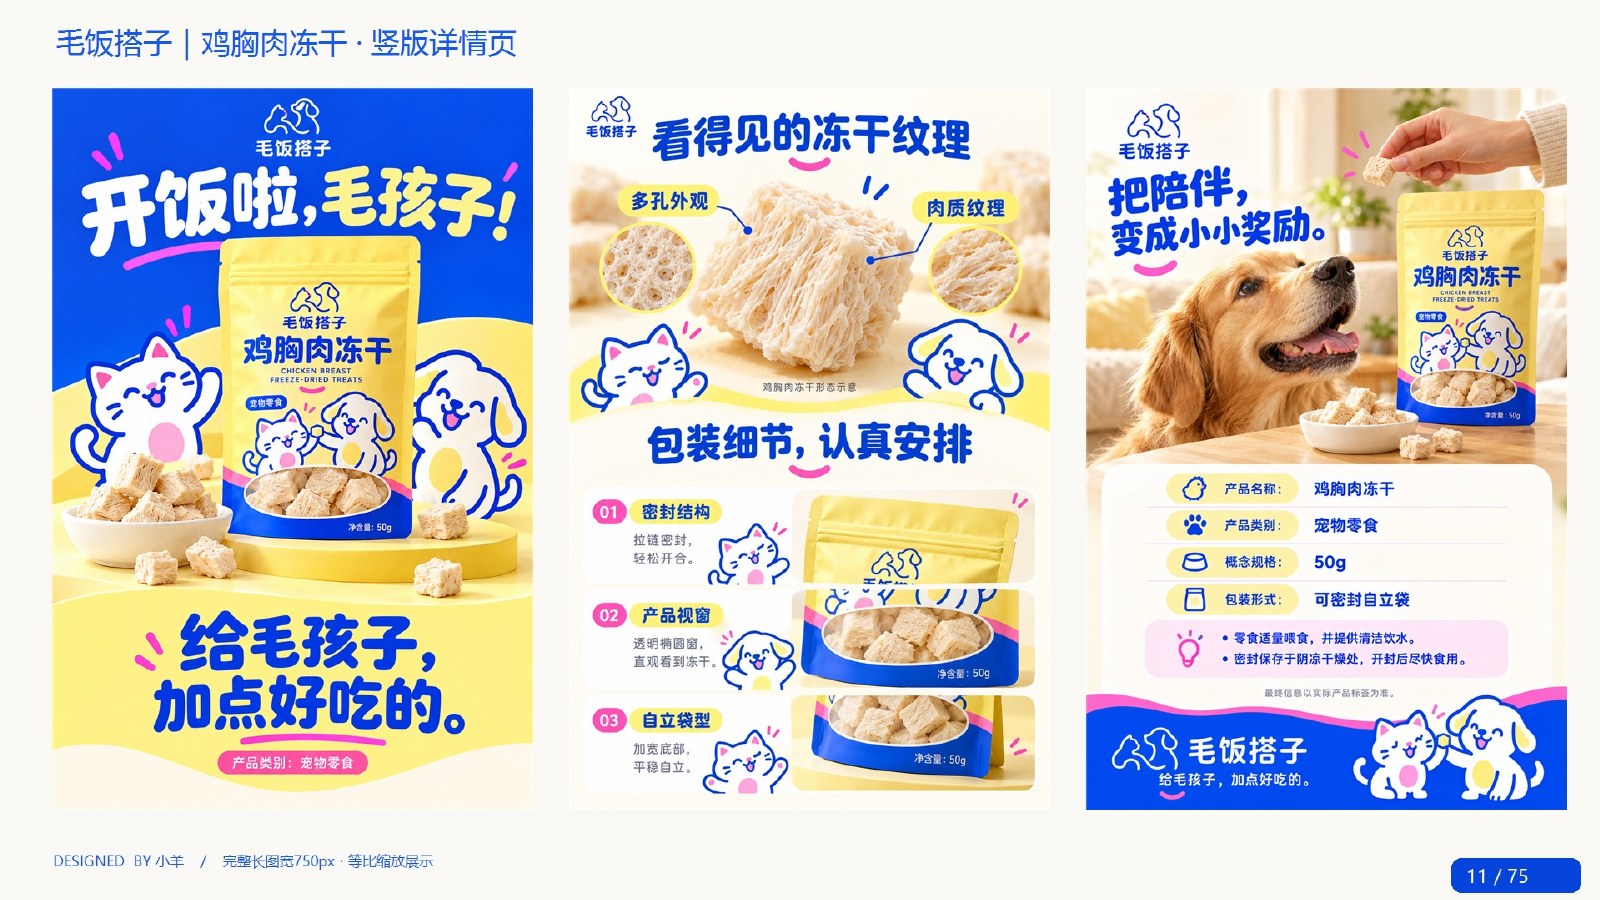 毛饭搭子 | 鸡胸肉冻干 · 竖版详情页
毛饭搭子
开饭啦,毛孩子!
毛饭搭子
鸡胸肉冻干
CHICKEN BREAST
FREEZE-DRIED TREATS
宠物零食
净含量: 50g
给毛孩子,
加点好吃的。
产品类别: 宠物零食
毛饭搭子
看得见的冻干纹理
多孔外观
肉质纹理
鸡胸肉冻干形态示意
包装细节, 认真安排
01 密封结构
拉链密封,
轻松开合。
毛饭搭
02 产品视窗
透明椭圆窗,
直观看到冻干。
净含量: 50g
03 自立袋型
加宽底部,
平稳自立。
净含量: 50g
毛饭搭子
把陪伴,
变成小小奖励。
毛饭搭子
鸡胸肉冻干
CHICKEN BREAST
FREEZE-DRIED TREATS
宠物零食
净含量: 50g
产品名称: 鸡胸肉冻干
产品类别: 宠物零食
概念规格: 50g
包装形式: 可密封自立袋
• 零食适量喂食, 并提供清洁饮水。
• 密封保存于阴凉干燥处, 开封后尽快食用。
最终信息以实际产品标签为准。
毛饭搭子
给毛孩子, 加点好吃的。
DESIGNED BY 小羊 / 完整长图宽750px · 等比缩放展示
11 / 75